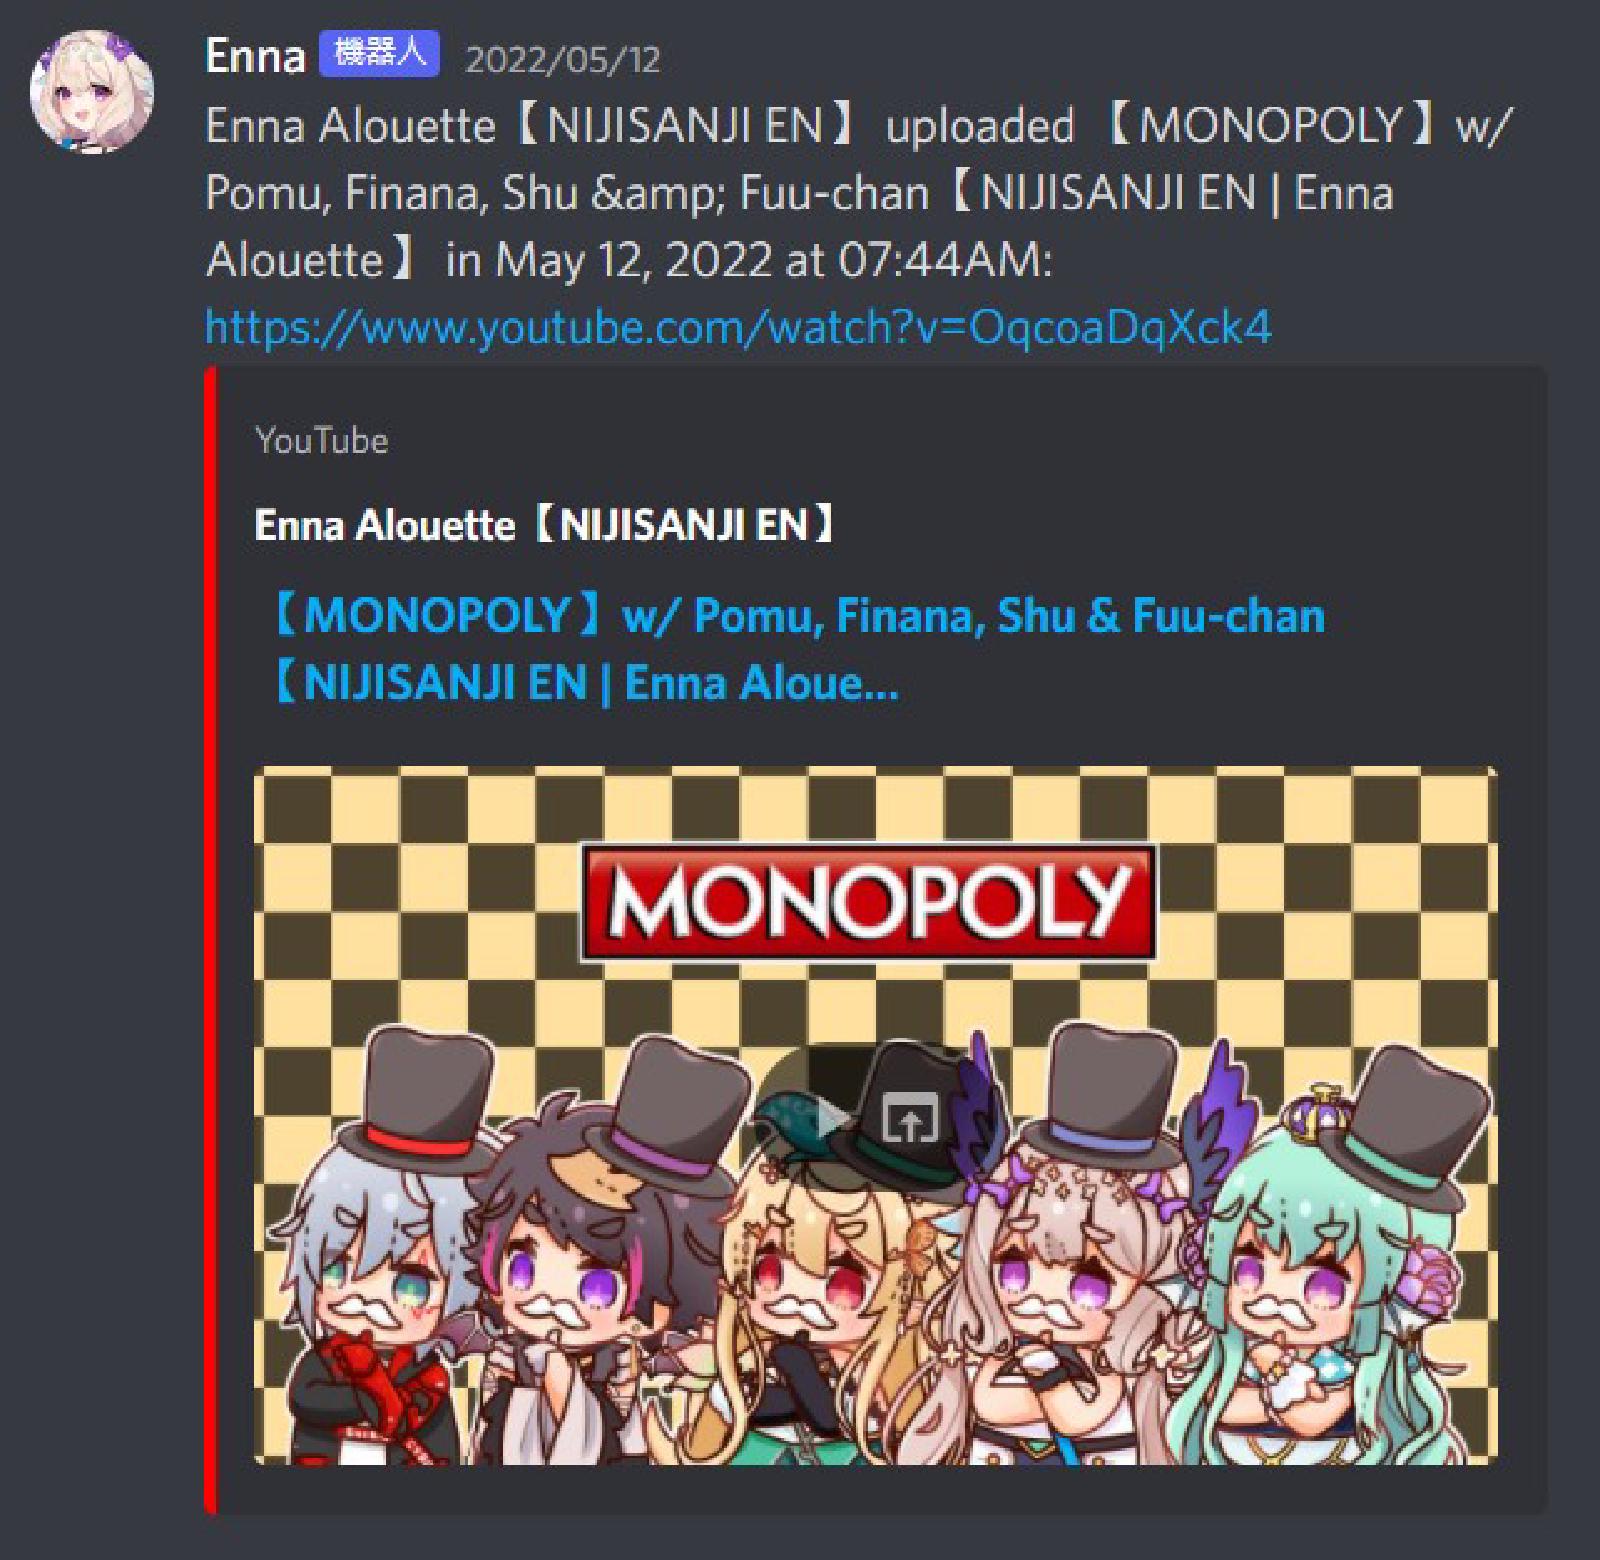 Enna 機器人 2022/05/12
Enna Alouette【NIJISANJI EN】 uploaded 【MONOPOLY】w/
Pomu, Finana, Shu &amp; Fuu-chan【NIJISANJI EN | Enna
Alouette】 in May 12, 2022 at 07:44AM:
https://www.youtube.com/watch?v=OqcoaDqXck4
YouTube
Enna Alouette【NIJISANJI EN】
【MONOPOLY】w/ Pomu, Finana, Shu & Fuu-chan
【NIJISANJI EN | Enna Aloue...
MONOPOLY